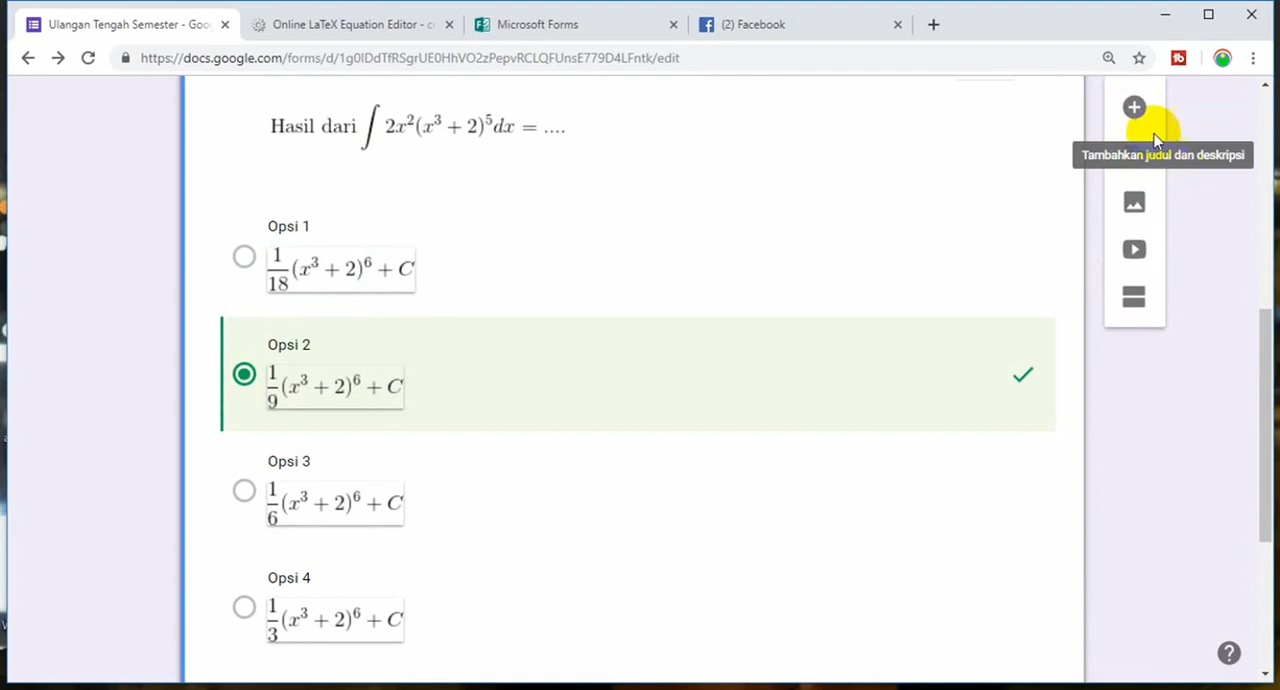 Ulangan Tengah Semester - Goo
Online LaTeX Equation Editor - c
Microsoft Forms
(2) Facebook
https://docs.google.com/forms/d/1g0lDdTfRSgrUE0HhVO2zPepvRCLQFUnsE779D4LFntk/edit
Hasil dari ∫ 2x²(x³ + 2)⁵dx = ....
Tambahkan judul dan deskripsi
Opsi 1
1/18 (x³ + 2)⁶ + C
Opsi 2
1/9 (x³ + 2)⁶ + C
Opsi 3
1/6 (x³ + 2)⁶ + C
Opsi 4
1/3 (x³ + 2)⁶ + C